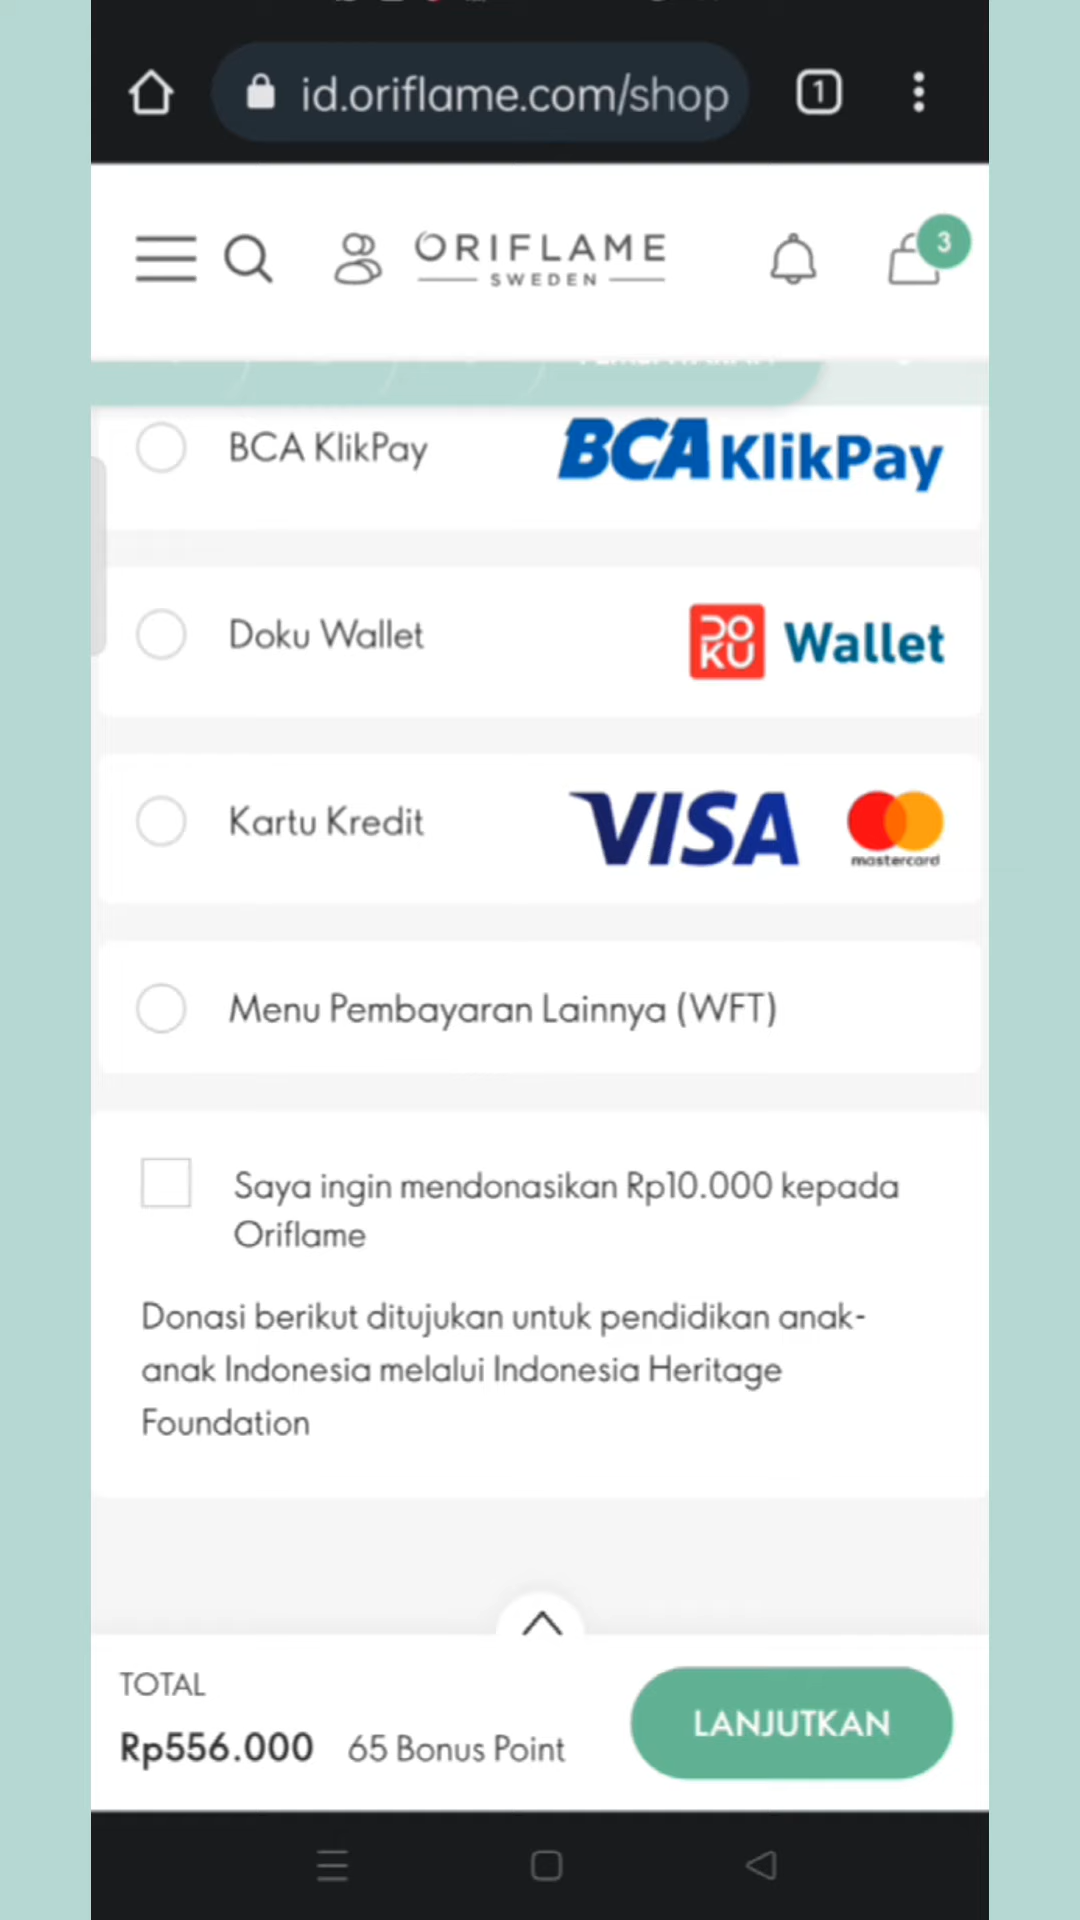 id.oriflame.com/shop
1
ORIFLAME
SWEDEN
3
BCA KlikPay
BCA KlikPay
Doku Wallet
DOKU Wallet
Kartu Kredit
VISA
mastercard
Menu Pembayaran Lainnya (WFT)
Saya ingin mendonasikan Rp10.000 kepada
Oriflame
Donasi berikut ditujukan untuk pendidikan anak-
anak Indonesia melalui Indonesia Heritage
Foundation
TOTAL
Rp556.000 65 Bonus Point
LANJUTKAN